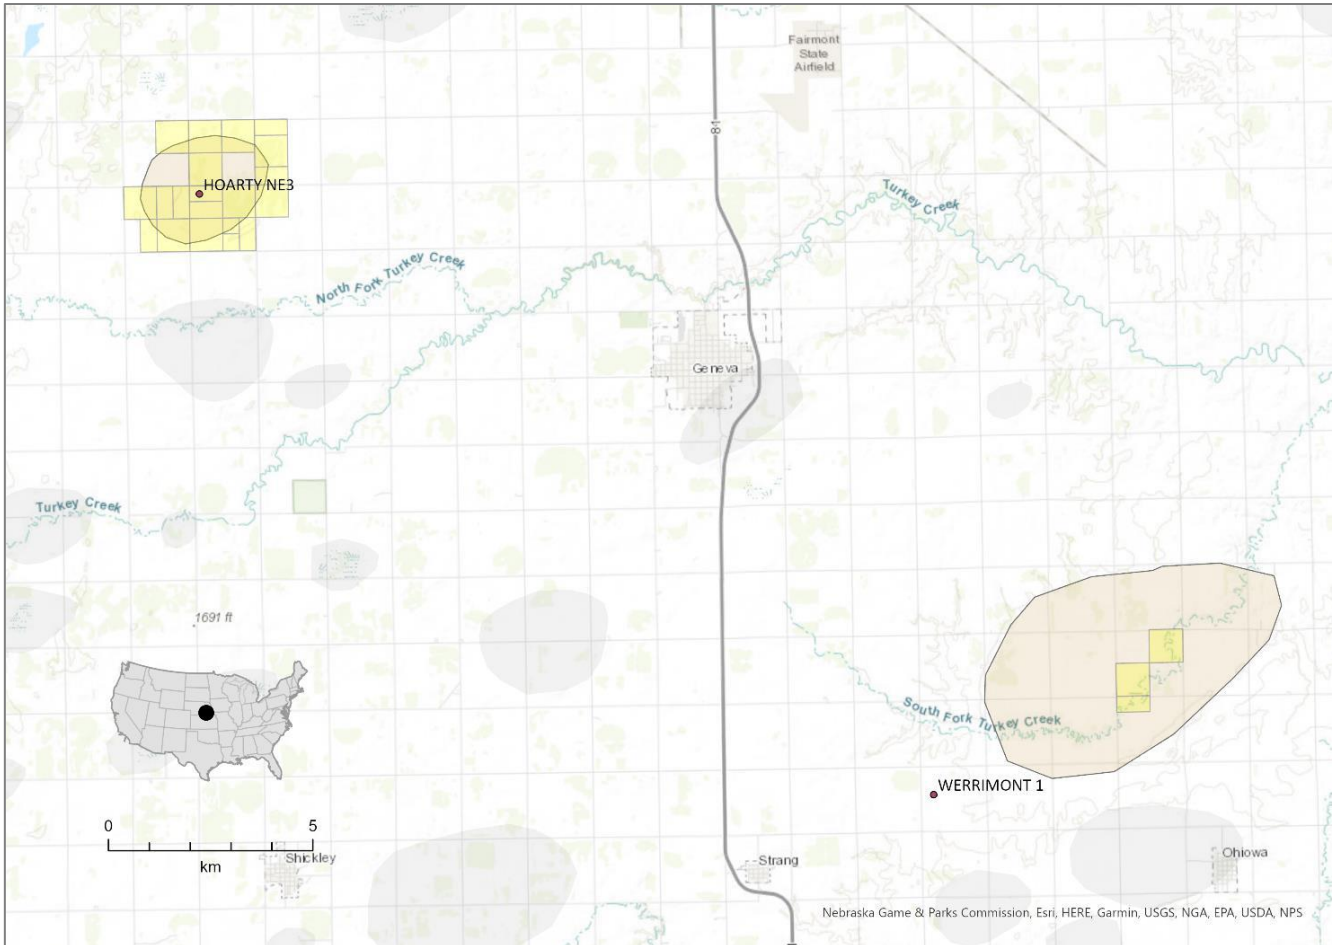 Fairmont
State
Airfield
81
HOARTY NE3
Turkey Creek
North Fork Turkey Creek
Geneva
Turkey Creek
1691 ft
South Fork Turkey Creek
WERRIMONT 1
0 5
km
Shickley
Strang
Ohiowa
Nebraska Game & Parks Commission, Esri, HERE, Garmin, USGS, NGA, EPA, USDA, NPS